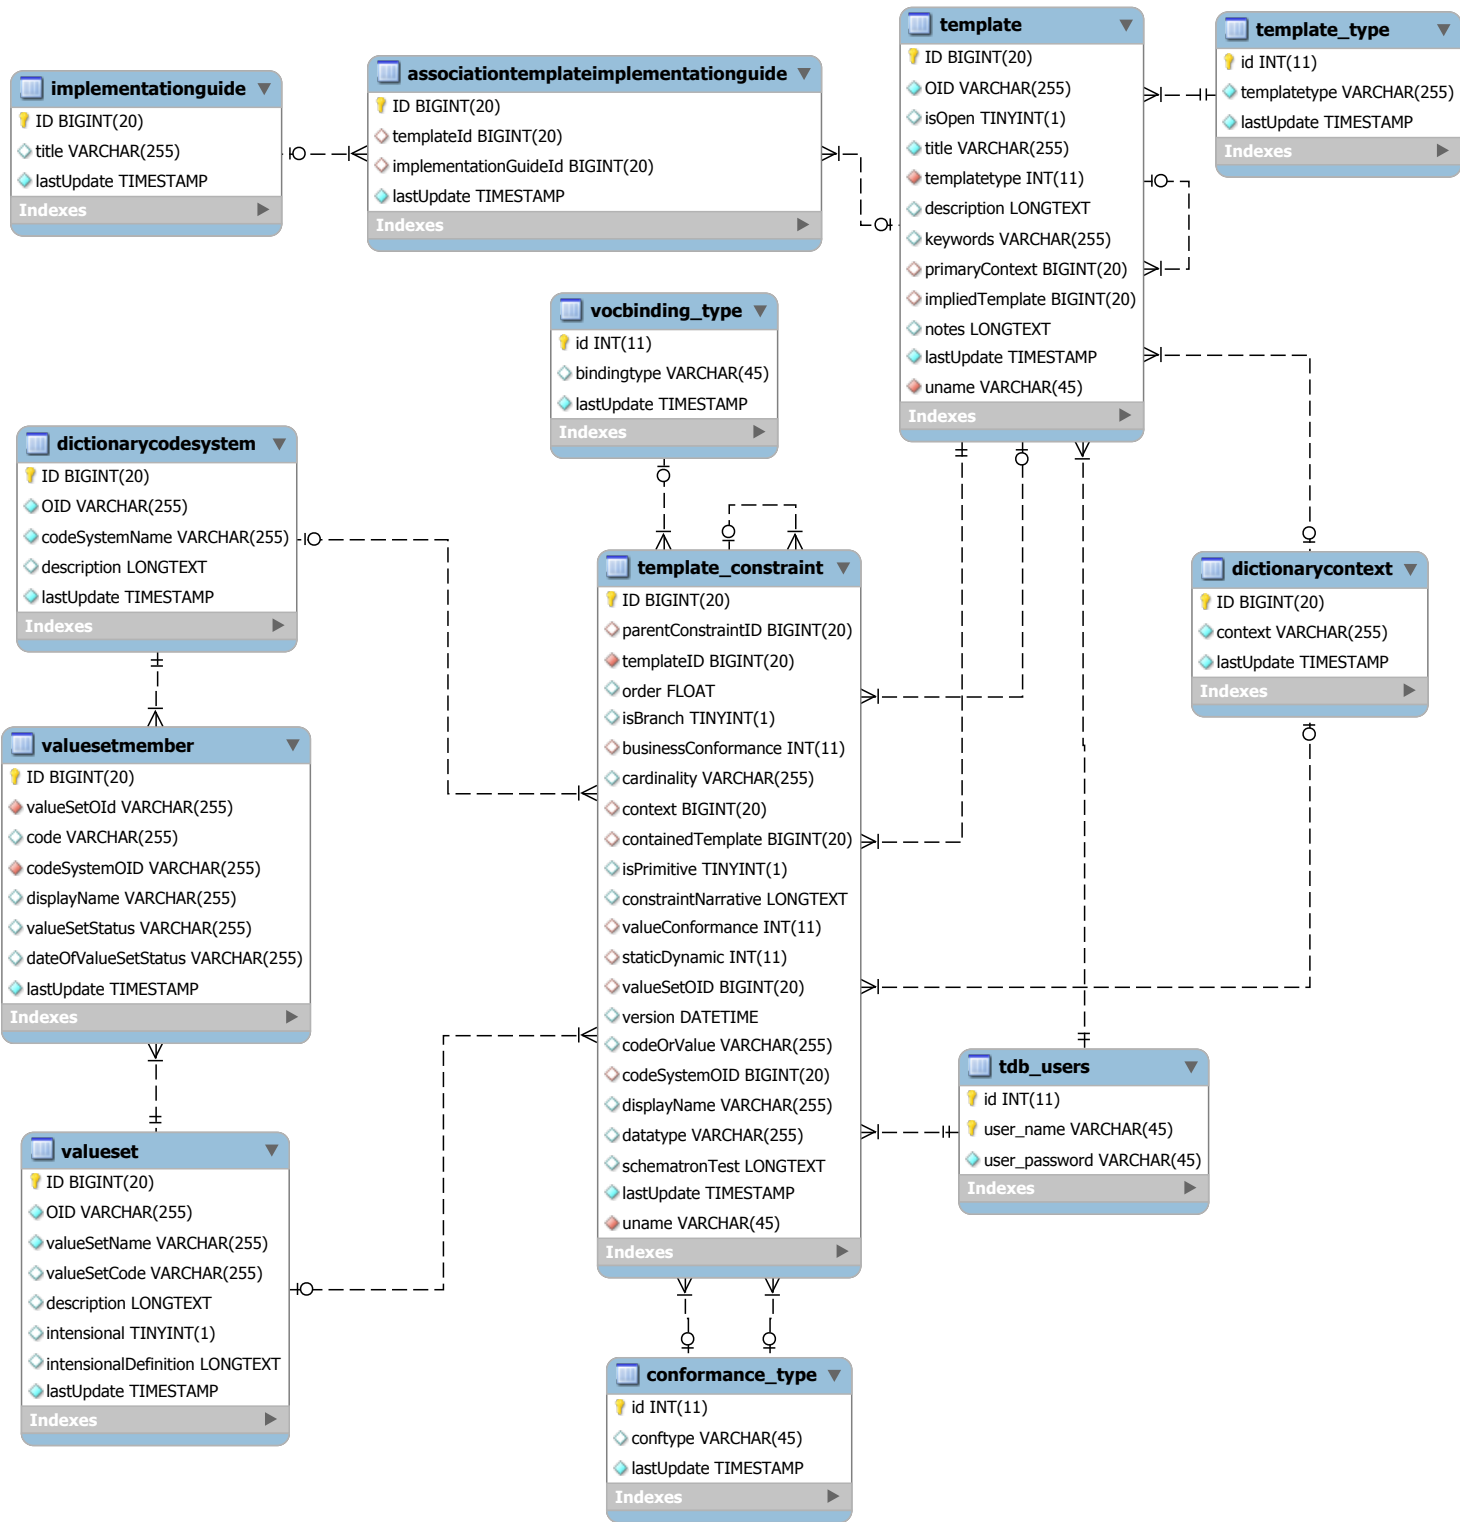 implementationguide
ID BIGINT(20)
title VARCHAR(255)
lastUpdate TIMESTAMP
Indexes
associationtemplateimplementationguide
ID BIGINT(20)
templateId BIGINT(20)
implementationGuideId BIGINT(20)
lastUpdate TIMESTAMP
Indexes
template
ID BIGINT(20)
OID VARCHAR(255)
isOpen TINYINT(1)
title VARCHAR(255)
templatetype INT(11)
description LONGTEXT
keywords VARCHAR(255)
primaryContext BIGINT(20)
impliedTemplate BIGINT(20)
notes LONGTEXT
lastUpdate TIMESTAMP
uname VARCHAR(45)
Indexes
template_type
id INT(11)
templatetype VARCHAR(255)
lastUpdate TIMESTAMP
Indexes
vocbinding_type
id INT(11)
bindingtype VARCHAR(45)
lastUpdate TIMESTAMP
Indexes
dictionarycodesystem
ID BIGINT(20)
OID VARCHAR(255)
codeSystemName VARCHAR(255)
description LONGTEXT
lastUpdate TIMESTAMP
Indexes
template_constraint
ID BIGINT(20)
parentConstraintID BIGINT(20)
templateID BIGINT(20)
order FLOAT
isBranch TINYINT(1)
businessConformance INT(11)
cardinality VARCHAR(255)
context BIGINT(20)
containedTemplate BIGINT(20)
isPrimitive TINYINT(1)
constraintNarrative LONGTEXT
valueConformance INT(11)
staticDynamic INT(11)
valueSetOID BIGINT(20)
version DATETIME
codeOrValue VARCHAR(255)
codeSystemOID BIGINT(20)
displayName VARCHAR(255)
datatype VARCHAR(255)
schematronTest LONGTEXT
lastUpdate TIMESTAMP
uname VARCHAR(45)
Indexes
dictionarycontext
ID BIGINT(20)
context VARCHAR(255)
lastUpdate TIMESTAMP
Indexes
valuesetmember
ID BIGINT(20)
valueSetOId VARCHAR(255)
code VARCHAR(255)
codeSystemOID VARCHAR(255)
displayName VARCHAR(255)
valueSetStatus VARCHAR(255)
dateOfValueSetStatus VARCHAR(255)
lastUpdate TIMESTAMP
Indexes
tdb_users
id INT(11)
user_name VARCHAR(45)
user_password VARCHAR(45)
Indexes
valueset
ID BIGINT(20)
OID VARCHAR(255)
valueSetName VARCHAR(255)
valueSetCode VARCHAR(255)
description LONGTEXT
intensional TINYINT(1)
intensionalDefinition LONGTEXT
lastUpdate TIMESTAMP
Indexes
conformance_type
id INT(11)
conftype VARCHAR(45)
lastUpdate TIMESTAMP
Indexes